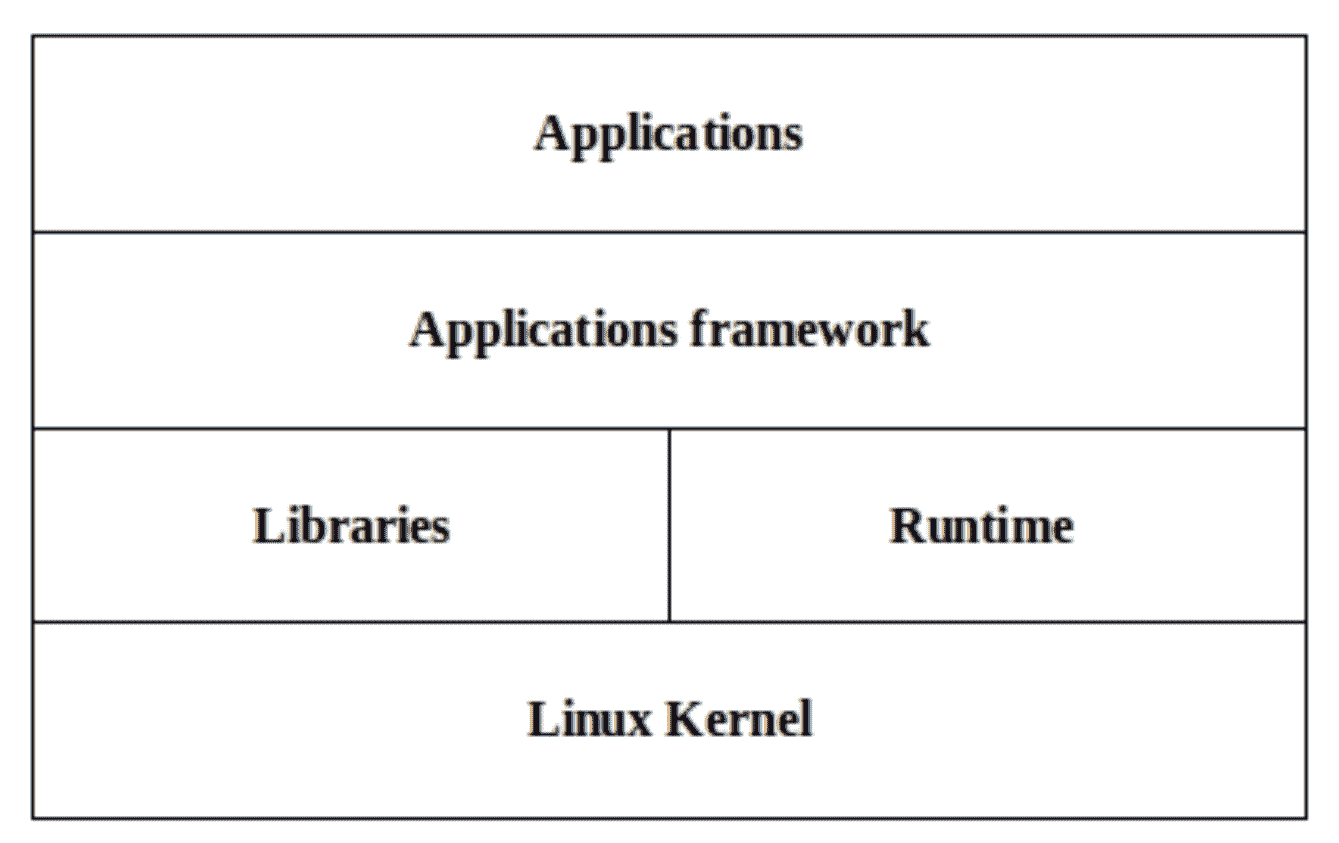 Applications
Applications framework
Libraries
Runtime
Linux Kernel